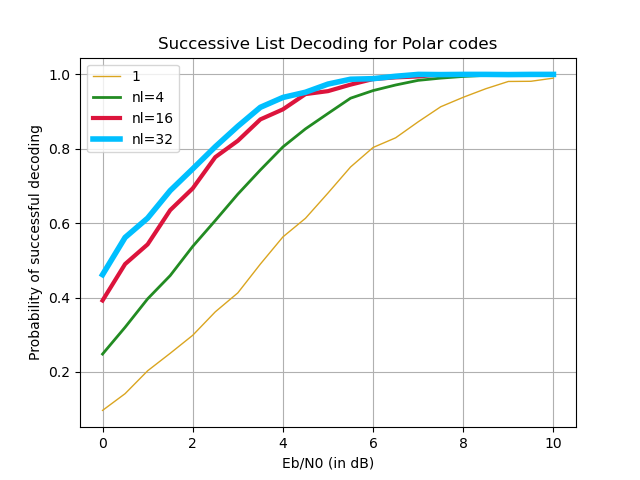 Successive List Decoding for Polar codes
1
nl=4
nl=16
nl=32
Probability of successful decoding
1.0
0.8
0.6
0.4
0.2
0 2 4 6 8 10
Eb/N0 (in dB)